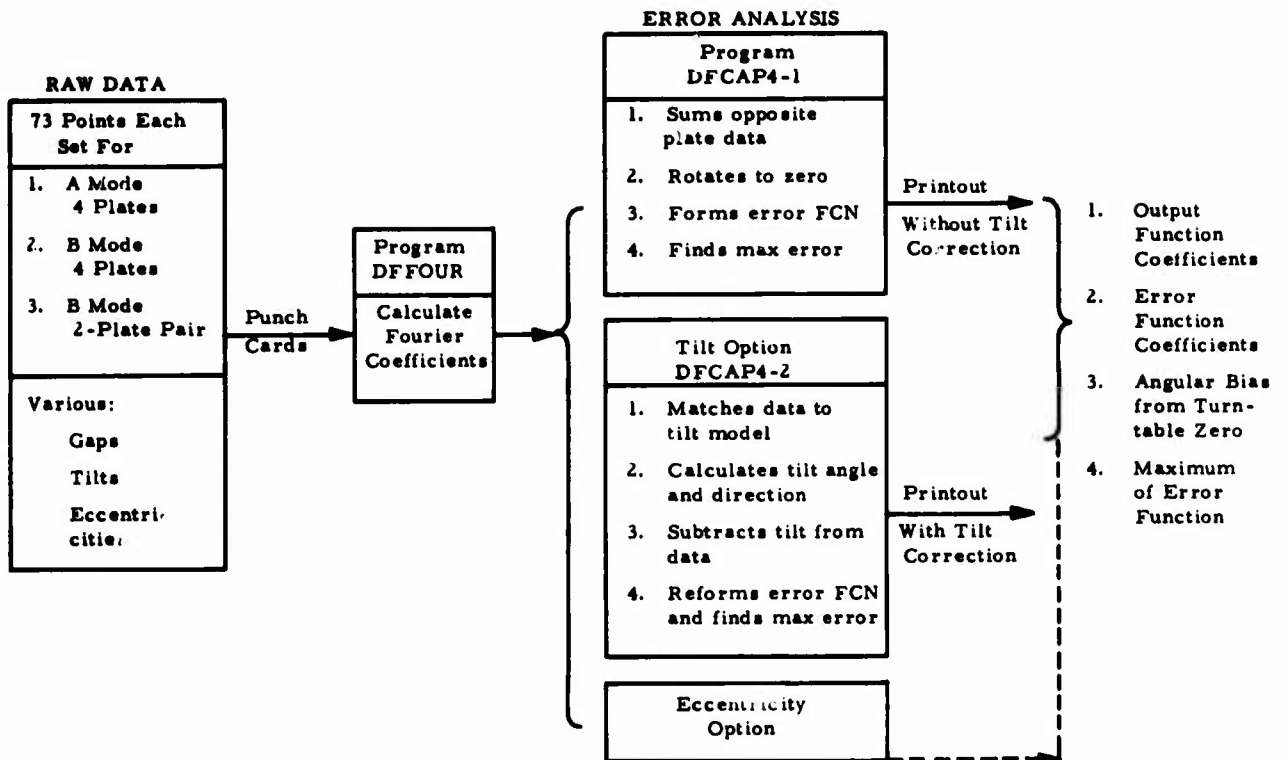 RAW DATA
73 Points Each
Set For
1. A Mode
4 Plates
2. B Mode
4 Plates
3. B Mode
2-Plate Pair
Various:
Gaps
Tilts
Eccentri-
cities
Punch
Cards
Program
DFFOUR
Calculate
Fourier
Coefficients
ERROR ANALYSIS
Program
DFCAP4-1
1. Sums opposite
plate data
2. Rotates to zero
3. Forms error FCN
4. Finds max error
Printout
Without Tilt
Correction
Tilt Option
DFCAP4-2
1. Matches data to
tilt model
2. Calculates tilt angle
and direction
3. Subtracts tilt from
data
4. Reforms error FCN
and finds max error
Printout
With Tilt
Correction
Eccentricity
Option
1. Output
Function
Coefficients
2. Error
Function
Coefficients
3. Angular Bias
from Turn-
table Zero
4. Maximum
of Error
Function